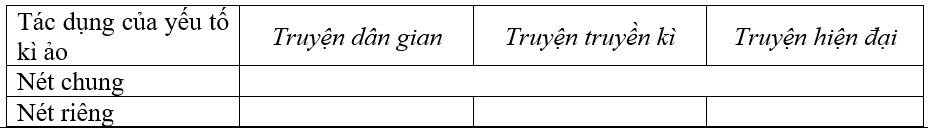 Tác dụng của yếu tố
kì ảo
Truyện dân gian
Truyện truyền kì
Truyện hiện đại
Nét chung
Nét riêng